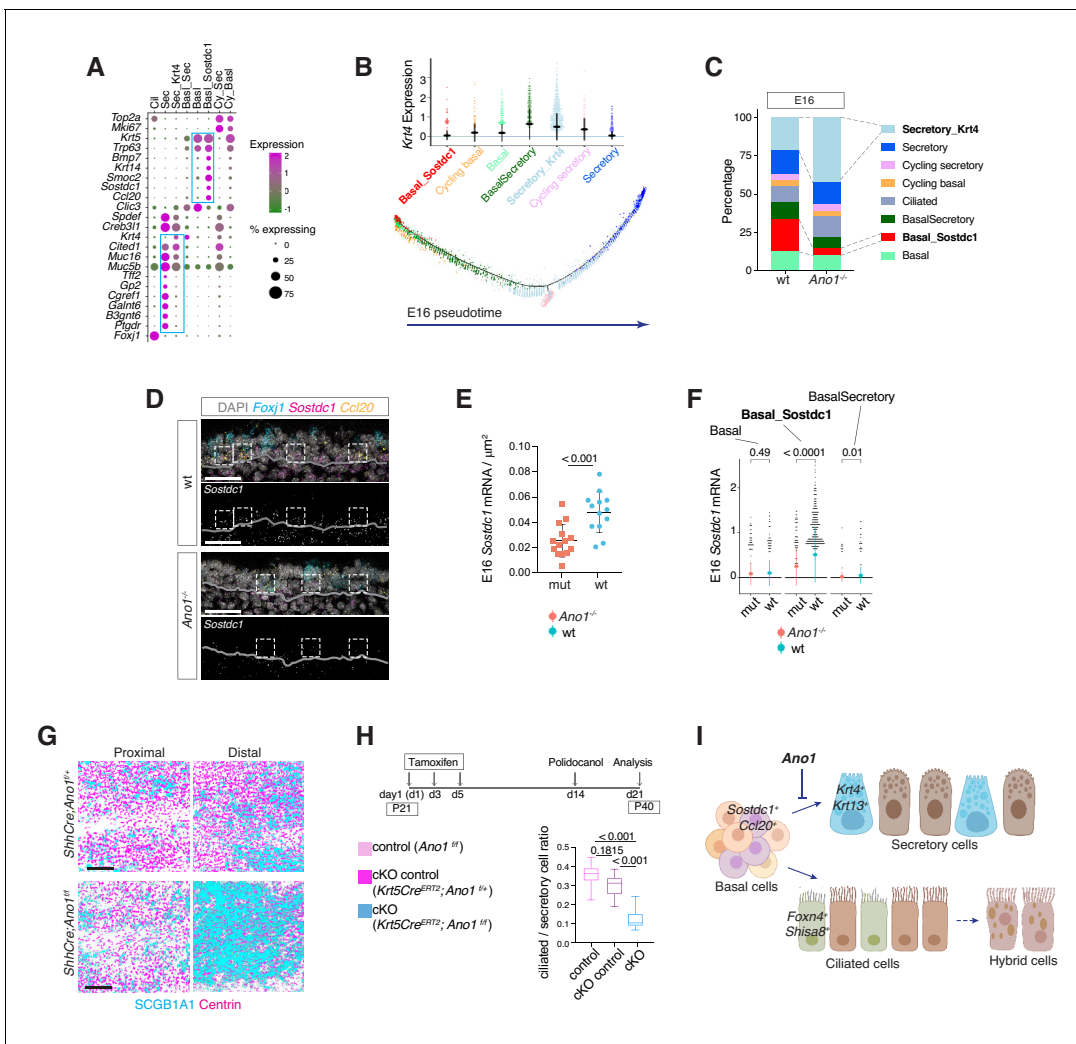 A
Cil
Sec
Sec_Krt4
Basl_Sec
Basl
Basl_Sostdc1
Cy_Sec
Cy_Basl
Top2a
Mki67
Krt5
Trp63
Bmp7
Krt14
Smoc2
Sostdc1
Ccl20
Clic3
Spdef
Creb3l1
Krt4
Cited1
Muc16
Muc5b
Tff2
Gp2
Cgref1
Galnt6
B3gnt6
Ptgdr
Foxj1
Expression
2
1
0
-1
% expressing
0
25
50
75
B
Krt4 Expression
3
2
1
0
Basal_Sostdc1
Cycling basal
Basal
BasalSecretory
Secretory_Krt4
Cycling secretory
Secretory
E16 pseudotime
C
E16
Percentage
100
75
50
25
0
wt
Ano1-/-
Secretory_Krt4
Secretory
Cycling secretory
Cycling basal
Ciliated
BasalSecretory
Basal_Sostdc1
Basal
D
DAPI Foxj1 Sostdc1 Ccl20
wt
Sostdc1
Ano1-/-
Sostdc1
E
E16 Sostdc1 mRNA / μm²
0.10
0.08
0.06
0.04
0.02
0.00
< 0.001
mut
wt
Ano1-/-
wt
F
BasalSecretory
Basal_Sostdc1
Basal
0.49
<0.0001
0.01
E16 Sostdc1 mRNA
2
1
0
mut
wt
mut
wt
mut
wt
Ano1-/-
wt
G
Proximal
Distal
ShhCre;Ano1f/+
ShhCre;Ano1f/f
SCGB1A1 Centrin
H
Tamoxifen
Polidocanol
Analysis
day1 (d1)
d3
d5
d14
d21
P21
P40
control (Ano1 f/f)
cKO control
(Krt5CreERT2; Ano1 f/+)
cKO
(Krt5CreERT2; Ano1 f/f)
ciliated / secretory cell ratio
0.5
0.4
0.3
0.2
0.1
0.0
< 0.001
0.1815
< 0.001
control
cKO control
cKO
I
Ano1
Sostdc1+
Ccl20+
Basal cells
Krt4+
Krt13+
Secretory cells
Foxn4+
Shisa8+
Ciliated cells
Hybrid cells